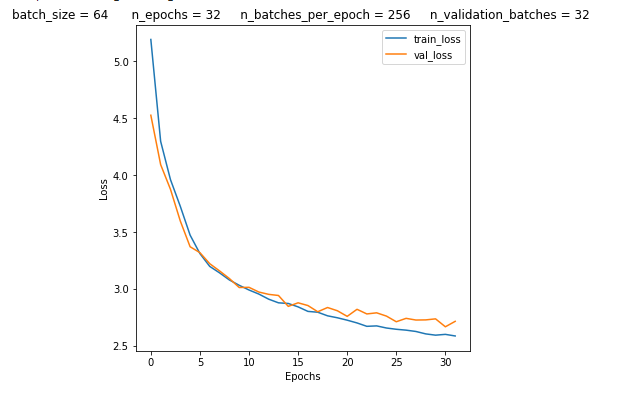 batch_size = 64 n_epochs = 32 n_batches_per_epoch = 256 n_validation_batches = 32
train_loss
val_loss
5.0
4.5
4.0
3.5
3.0
2.5
Loss
0 5 10 15 20 25 30
Epochs